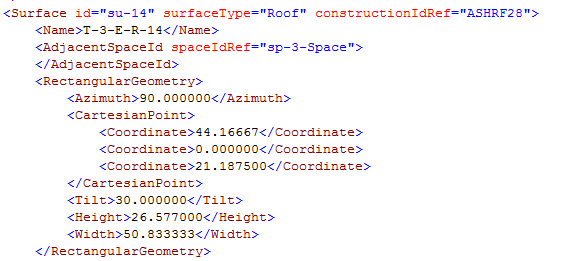 <Surface id="su-14" surfaceType="Roof" constructionIdRef="ASHRF28">
<Name>T-3-E-R-14</Name>
<AdjacentSpaceId spaceIdRef="sp-3-Space">
</AdjacentSpaceId>
<RectangularGeometry>
<Azimuth>90.000000</Azimuth>
<CartesianPoint>
<Coordinate>44.16667</Coordinate>
<Coordinate>0.000000</Coordinate>
<Coordinate>21.187500</Coordinate>
</CartesianPoint>
<Tilt>30.000000</Tilt>
<Height>26.577000</Height>
<Width>50.833333</Width>
</RectangularGeometry>